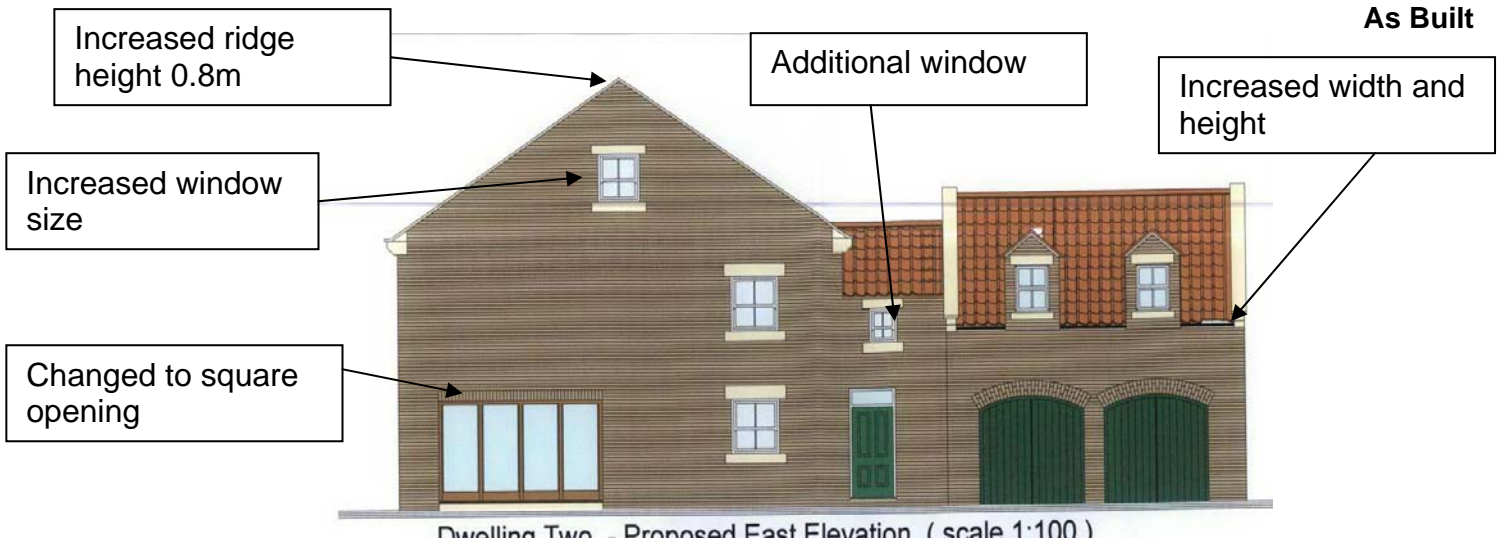 As Built
Increased ridge
height 0.8m
Additional window
Increased width and
height
Increased window
size
Changed to square
opening
Dwelling Two - Proposed East Elevation ( scale 1:100 )